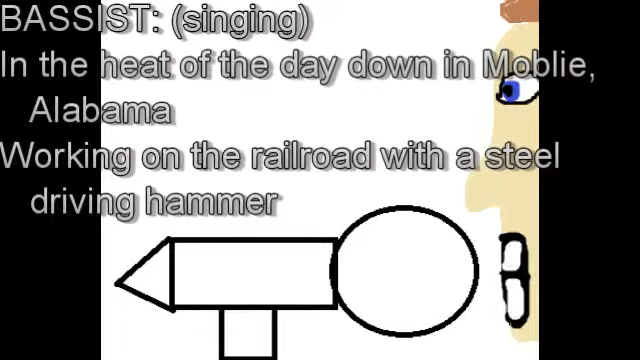 BASSIST: (singing)
In the heat of the day down in Moblie,
Alabama
Working on the railroad with a steel
driving hammer